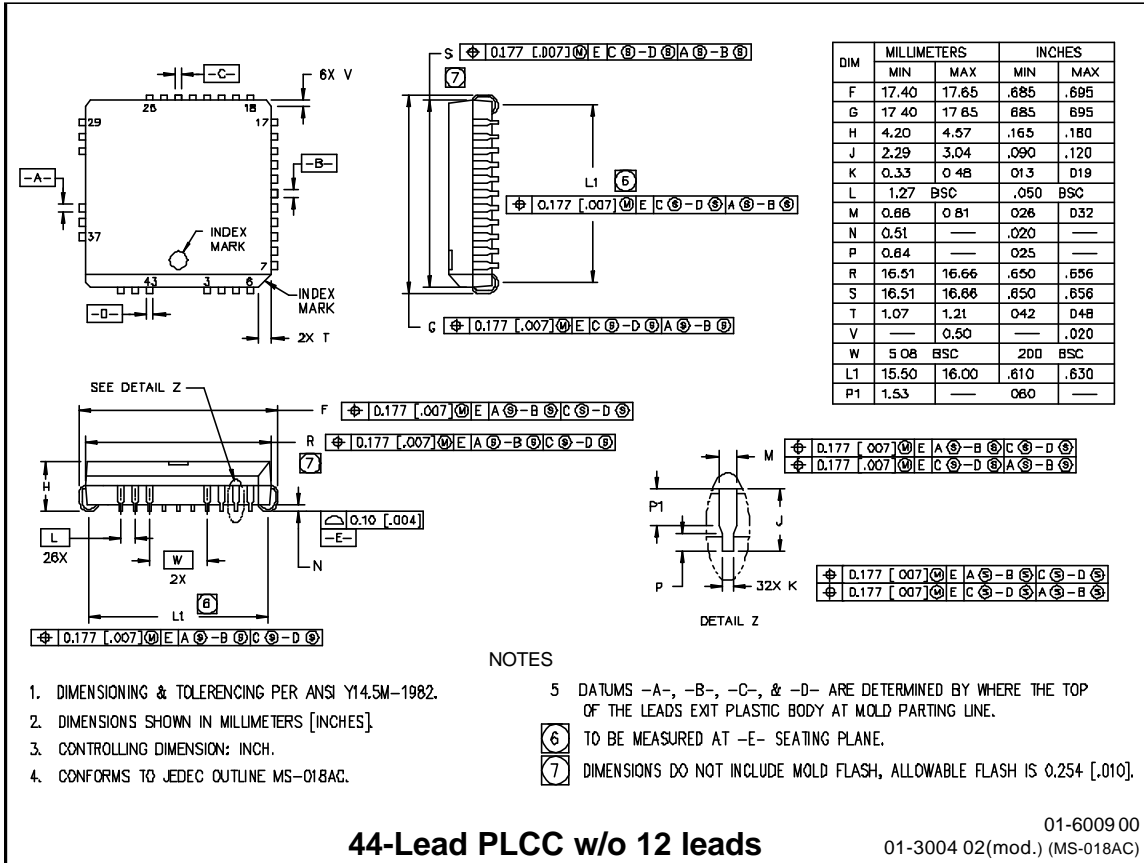 -C-
6X V
26 18
29
17
-B-
-A-
37
INDEX
MARK
7
43 3 6
INDEX
MARK
-D-
2X T
S ⌖ 0.177 [.007] Ⓜ E C Ⓢ-D Ⓢ A Ⓢ-B Ⓢ
7
L1 6
⌖ 0.177 [.007] Ⓜ E C Ⓢ-D Ⓢ A Ⓢ-B Ⓢ
G ⌖ 0.177 [.007] Ⓜ E C Ⓢ-D Ⓢ A Ⓢ-B Ⓢ
DIM MILLIMETERS INCHES
MIN MAX MIN MAX
F 17.40 17.65 .685 .695
G 17 40 17 65 685 695
H 4.20 4.57 .165 .180
J 2.29 3.04 .090 .120
K 0.33 0 48 013 019
L 1.27 BSC .050 BSC
M 0.66 0 81 026 032
N 0.51 — .020 —
P 0.64 — 025 —
R 16.51 16.66 .650 .656
S 16.51 16.66 .650 .656
T 1.07 1.21 042 048
V — 0.50 — .020
W 5 08 BSC 200 BSC
L1 15.50 16.00 .610 .630
P1 1.53 — 060 —
SEE DETAIL Z
F ⌖ 0.177 [.007] Ⓜ E A Ⓢ-B Ⓢ C Ⓢ-D Ⓢ
R ⌖ 0.177 [.007] Ⓜ E A Ⓢ-B Ⓢ C Ⓢ-D Ⓢ
7
H
⌓ 0.10 [.004]
-E-
L
26X
W
2X
N
6
L1
⌖ 0.177 [.007] Ⓜ E A Ⓢ-B Ⓢ C Ⓢ-D Ⓢ
M ⌖ 0.177 [.007] Ⓜ E A Ⓢ-B Ⓢ C Ⓢ-D Ⓢ
⌖ 0.177 [.007] Ⓜ E C Ⓢ-D Ⓢ A Ⓢ-B Ⓢ
P1
J
P
32X K
⌖ 0.177 [ 007] Ⓜ E A Ⓢ-B Ⓢ C Ⓢ-D Ⓢ
⌖ 0.177 [ 007] Ⓜ E C Ⓢ-D Ⓢ A Ⓢ-B Ⓢ
DETAIL Z
NOTES
1. DIMENSIONING & TOLERENCING PER ANSI Y14.5M-1982.
2. DIMENSIONS SHOWN IN MILLIMETERS [INCHES].
3. CONTROLLING DIMENSION: INCH.
4. CONFORMS TO JEDEC OUTLINE MS-018AC.
5 DATUMS -A-, -B-, -C-, & -D- ARE DETERMINED BY WHERE THE TOP
OF THE LEADS EXIT PLASTIC BODY AT MOLD PARTING LINE.
6 TO BE MEASURED AT -E- SEATING PLANE.
7 DIMENSIONS DO NOT INCLUDE MOLD FLASH, ALLOWABLE FLASH IS 0.254 [.010].
44-Lead PLCC w/o 12 leads
01-6009 00
01-3004 02(mod.) (MS-018AC)